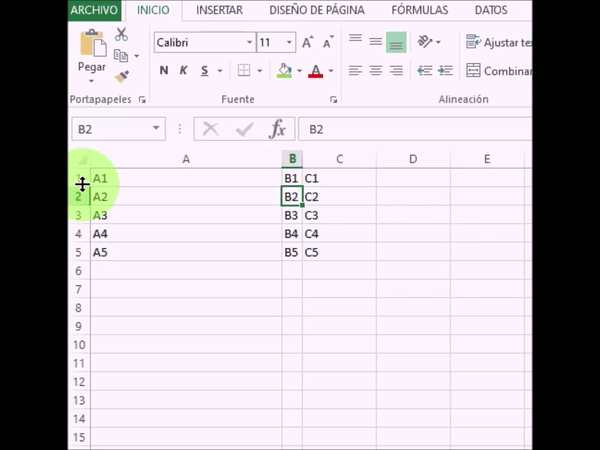 ARCHIVO INICIO INSERTAR DISEÑO DE PÁGINA FÓRMULAS DATOS
Calibri 11 A A Ajustar te
Pegar N K S A Combinar
Portapapeles Fuente Alineación
B2 fx B2
A B C D E
1 A1 B1 C1
2 A2 B2 C2
3 A3 B3 C3
4 A4 B4 C4
5 A5 B5 C5
6
7
8
9
10
11
12
13
14
15